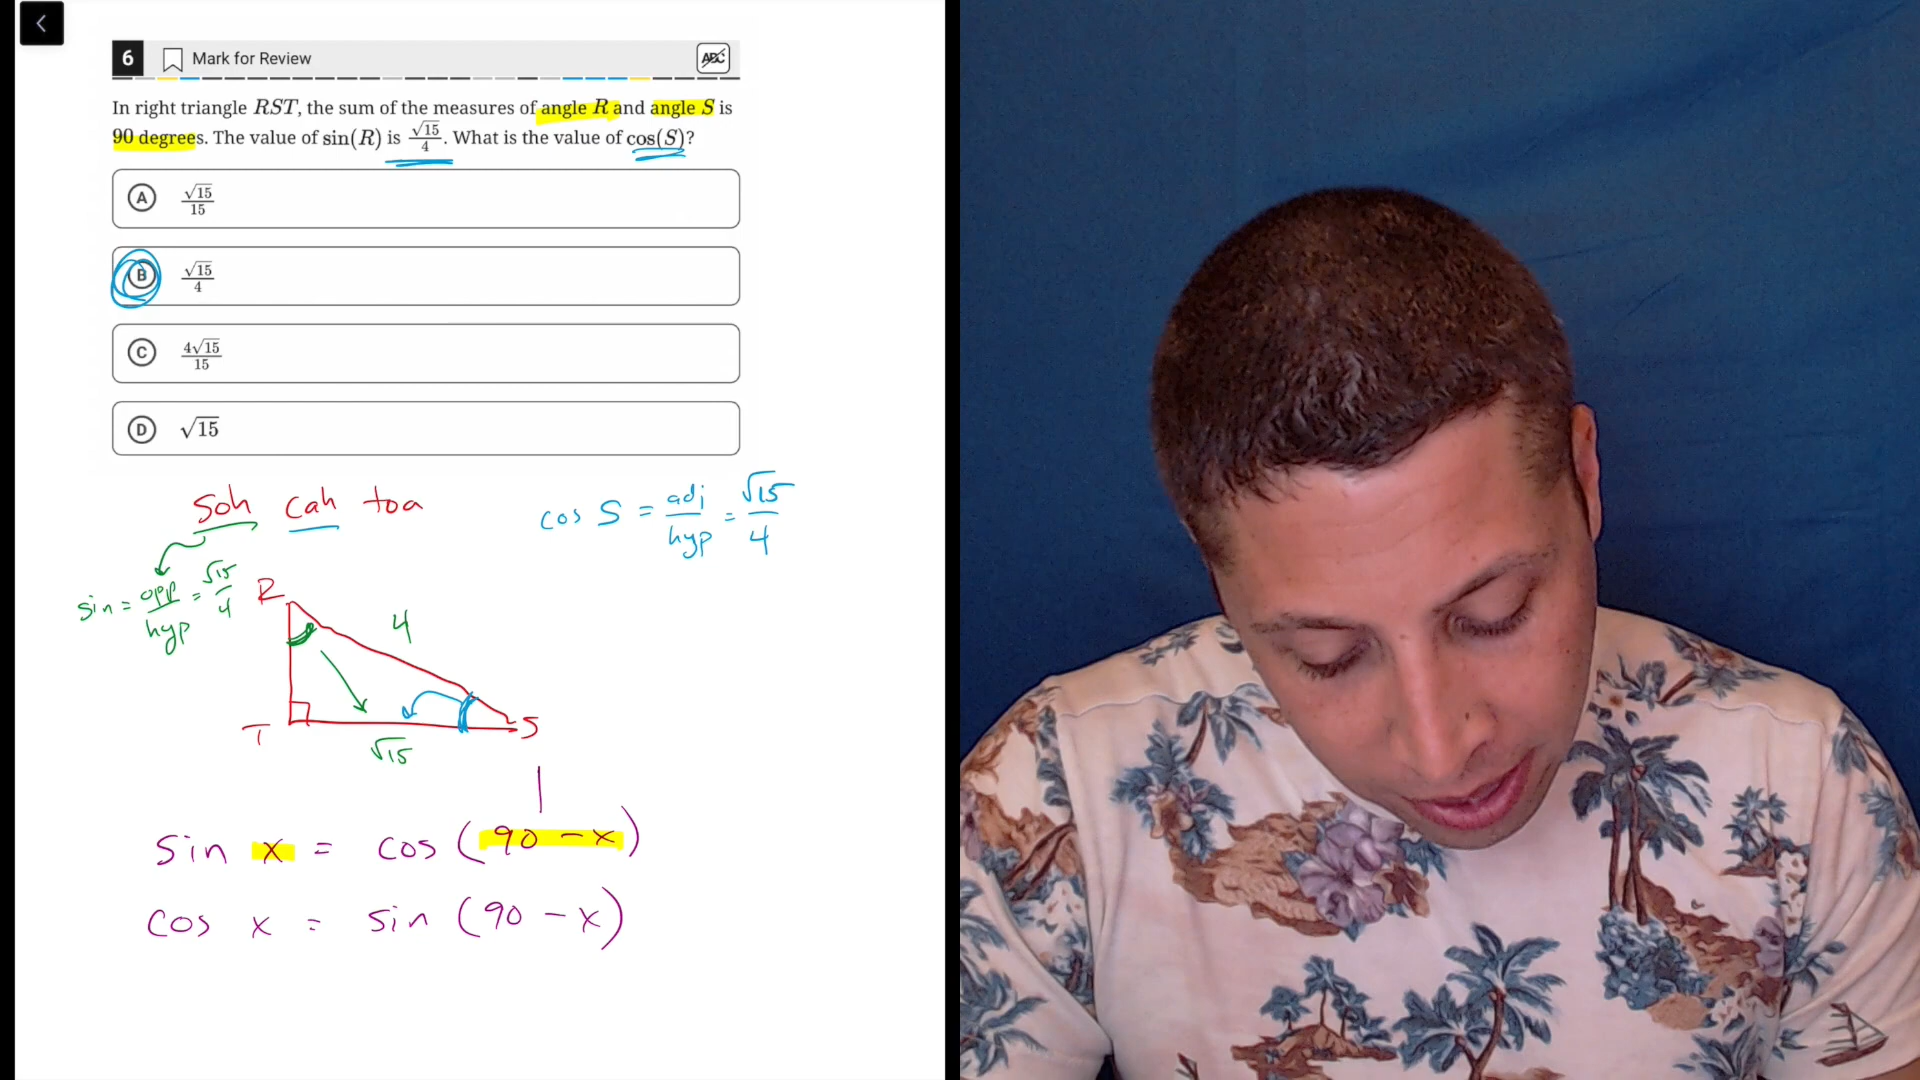 6 Mark for Review ABC
In right triangle RST, the sum of the measures of angle R and angle S is
90 degrees. The value of sin(R) is √15/4. What is the value of cos(S)?
A √15/15
B √15/4
C 4√15/15
D √15
Soh cah toa
cos S = adj/hyp = √15/4
sin = opp/hyp = √15/4
R
4
T
S
√15
sin x = cos (90 - x)
cos x = sin (90 - x)